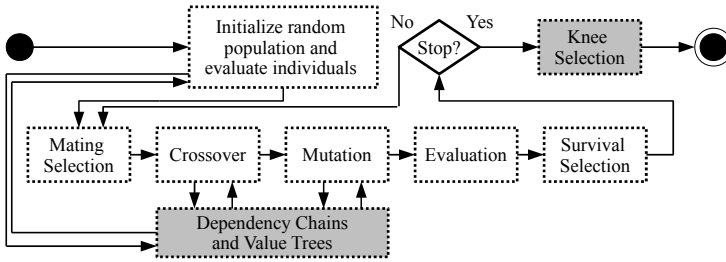 Initialize random
population and
evaluate individuals
No
Yes
Stop?
Knee
Selection
Mating
Selection
Crossover
Mutation
Evaluation
Survival
Selection
Dependency Chains
and Value Trees